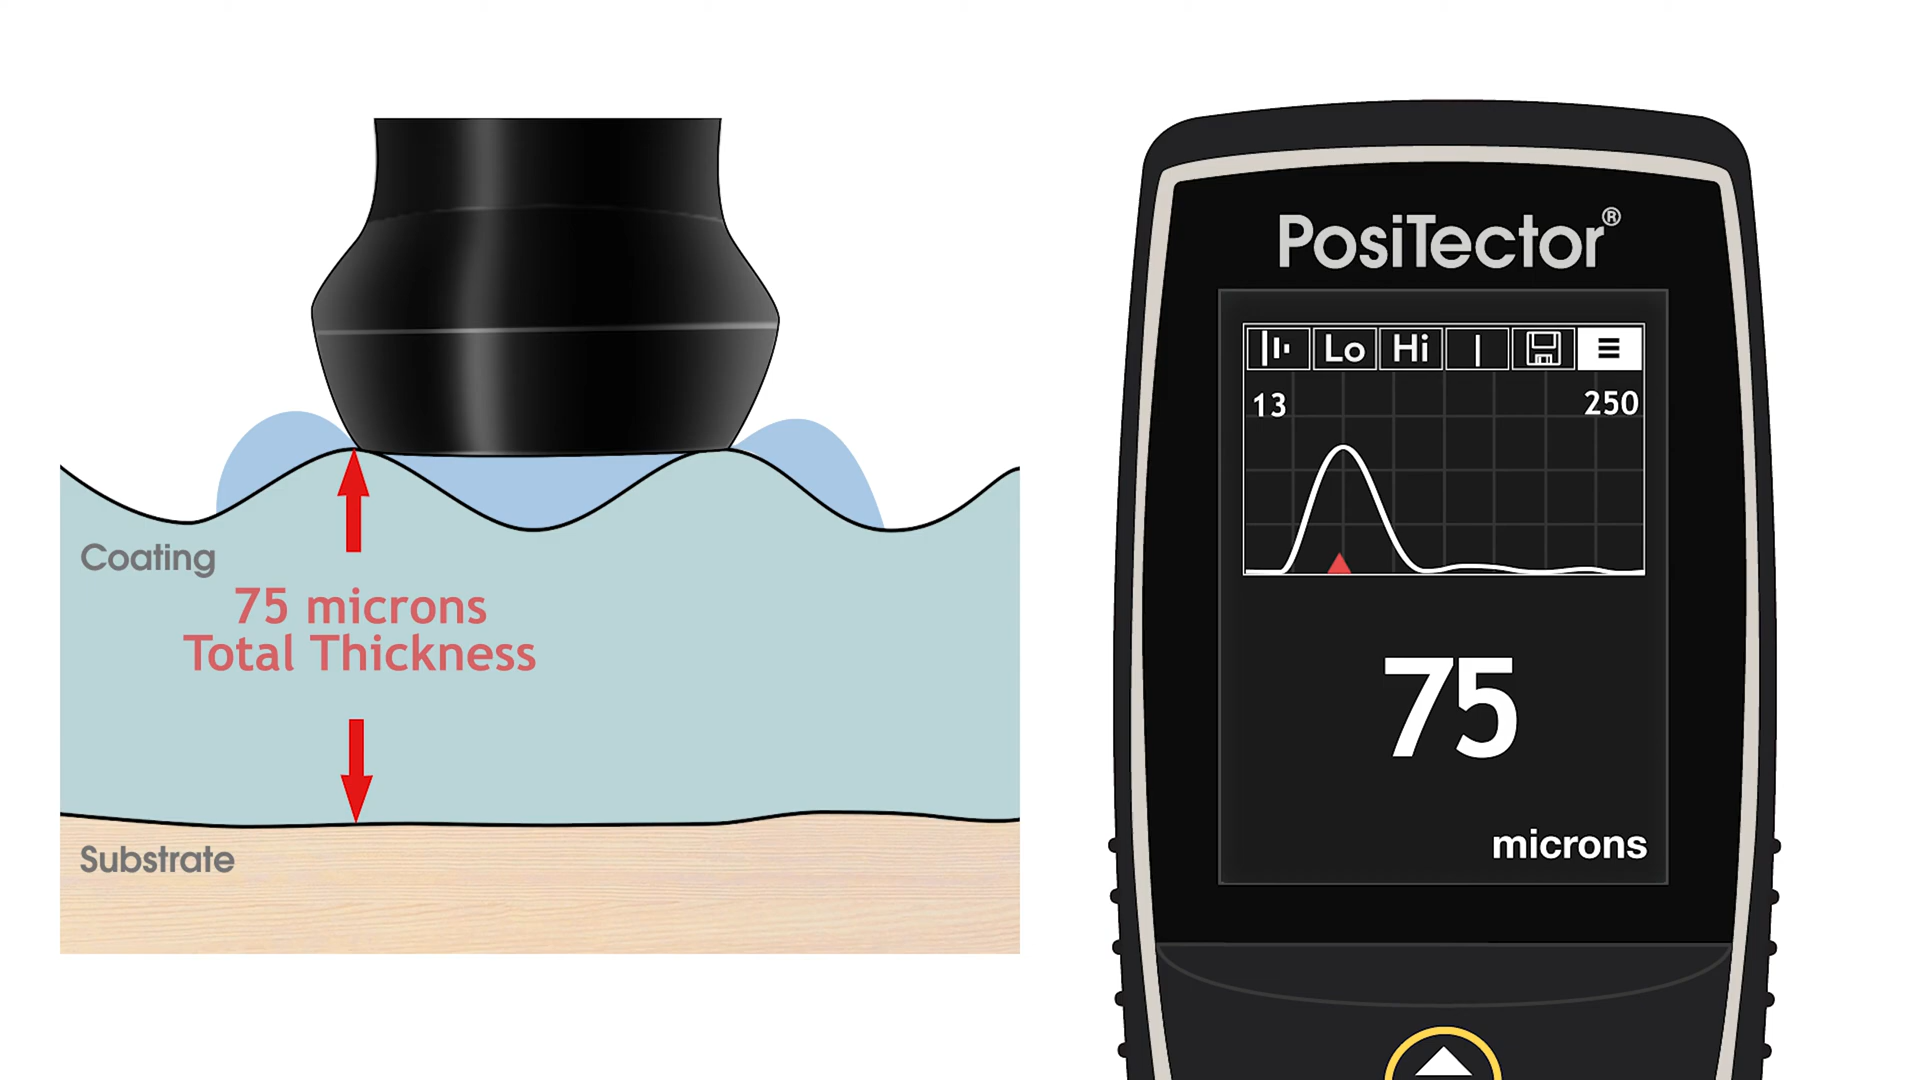 Coating
75 microns
Total Thickness
Substrate
PosiTector®
Lo Hi
13 250
75
microns